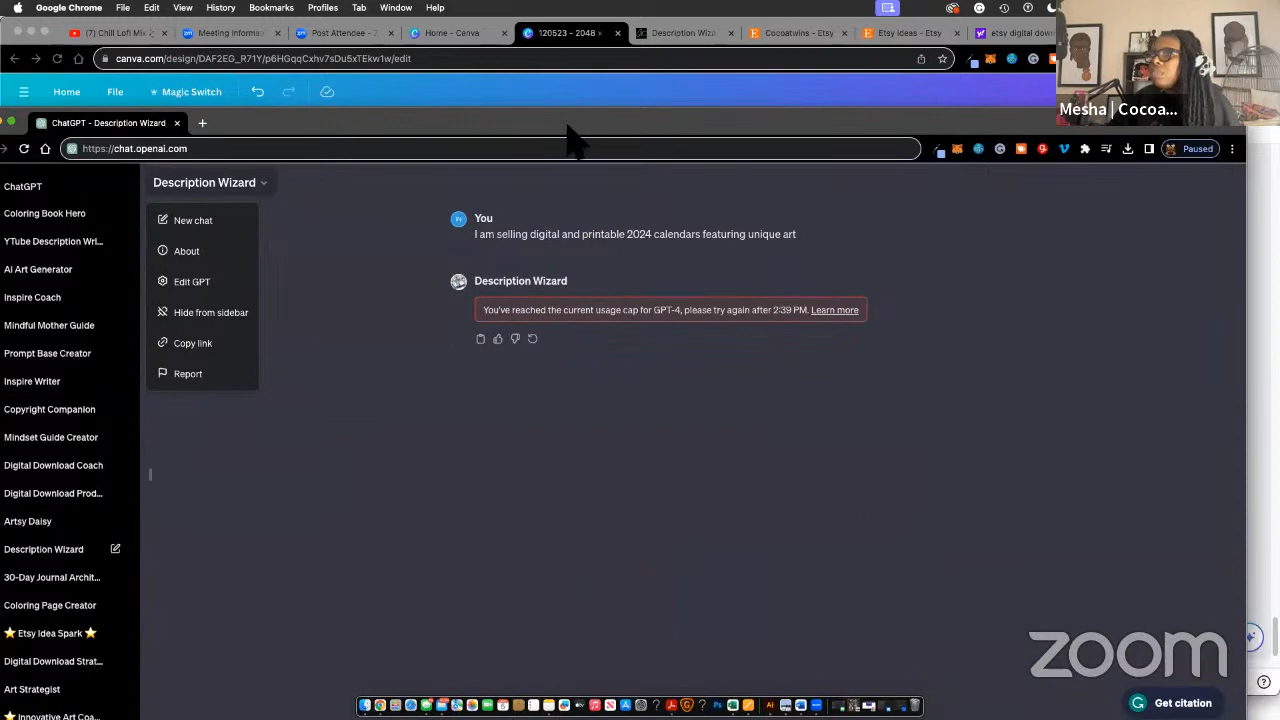 Google Chrome File Edit View History Bookmarks Profiles Tab Window Help
(7) Chill Lofi Mix Meeting Informa Post Attendee - Z Home - Canva 120523 - 2048 × Description Wiza Cocoatwins - Etsy Etsy Ideas - Etsy etsy digital down
canva.com/design/DAF2EG_R71Y/p6HGqqCxhv7sDu5xTEkw1w/edit
Home File Magic Switch
Mesha | Cocoa...
ChatGPT - Description Wizard
https://chat.openai.com
Paused
ChatGPT
Coloring Book Hero
YTube Description Wri...
AI Art Generator
Inspire Coach
Mindful Mother Guide
Prompt Base Creator
Inspire Writer
Copyright Companion
Mindset Guide Creator
Digital Download Coach
Digital Download Prod...
Artsy Daisy
Description Wizard
30-Day Journal Archit...
Coloring Page Creator
⭐ Etsy Idea Spark ⭐
Digital Download Strat...
Art Strategist
⭐ Innovative Art Coa...
Description Wizard
New chat
About
Edit GPT
Hide from sidebar
Copy link
Report
You
I am selling digital and printable 2024 calendars featuring unique art
Description Wizard
You've reached the current usage cap for GPT-4, please try again after 2:39 PM. Learn more
zoom
Get citation